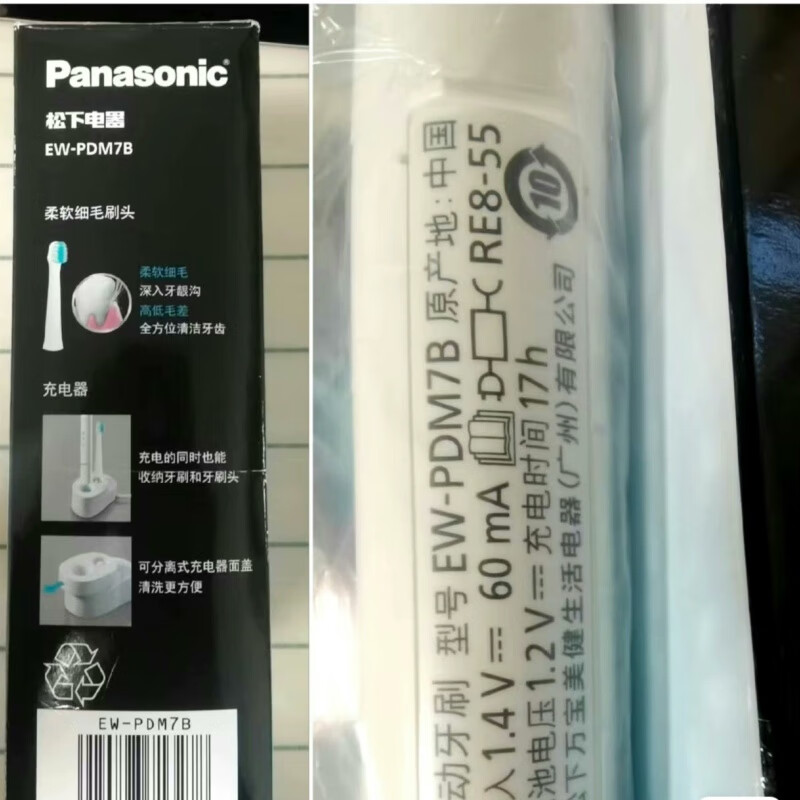 Panasonic®
松下电器
EW-PDM7B
柔软细毛刷头
柔软细毛
深入牙龈沟
高低毛差
全方位清洁牙齿
充电器
充电的同时也能
收纳牙刷和牙刷头
可分离式充电器面盖
清洗更方便
EW-PDM7B
动牙刷 型号 EW-PDM7B 原产地:中国
入 1.4 V 60 mA RE8-55
池电压 1.2 V 充电时间 17h
松下万宝美健生活电器(广州)有限公司
10